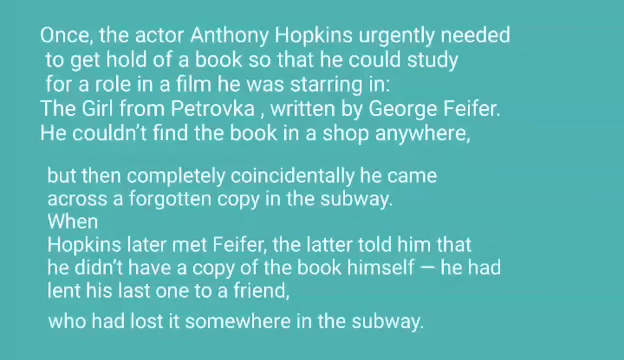 Once, the actor Anthony Hopkins urgently needed
to get hold of a book so that he could study
for a role in a film he was starring in:
The Girl from Petrovka , written by George Feifer.
He couldn't find the book in a shop anywhere,
but then completely coincidentally he came
across a forgotten copy in the subway.
When
Hopkins later met Feifer, the latter told him that
he didn't have a copy of the book himself — he had
lent his last one to a friend,
who had lost it somewhere in the subway.